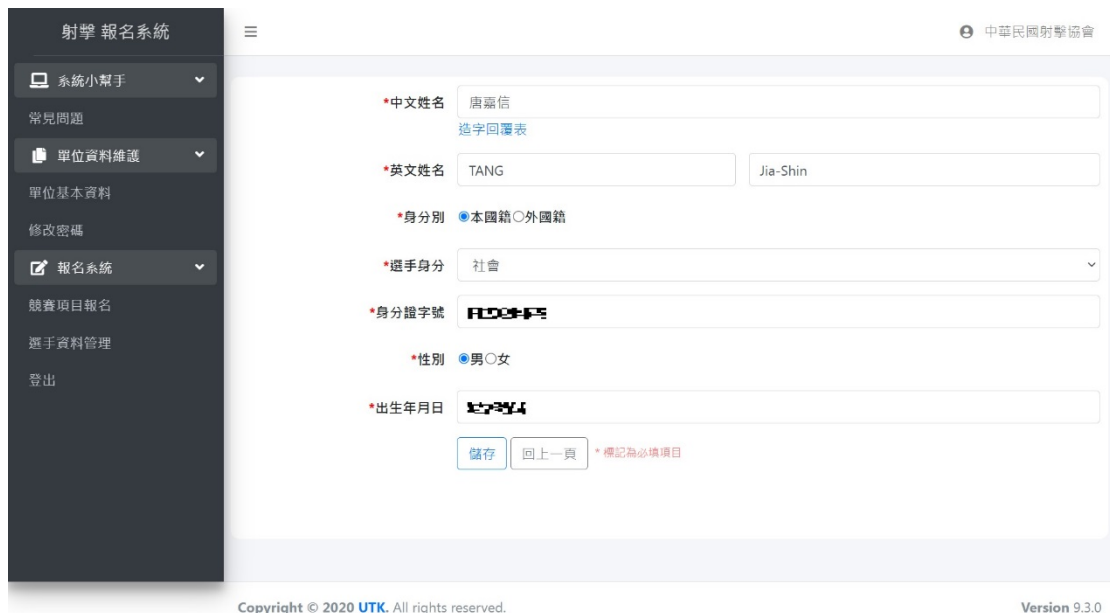 射擊 報名系統
中華民國射擊協會
系統小幫手
常見問題
單位資料維護
單位基本資料
修改密碼
報名系統
競賽項目報名
選手資料管理
登出
*中文姓名 唐嘉信
造字回覆表
*英文姓名 TANG Jia-Shin
*身分別 本國籍 外國籍
*選手身分 社會
*身分證字號
*性別 男 女
*出生年月日
儲存 回上一頁 * 標記為必填項目
Copyright © 2020 UTK. All rights reserved. Version 9.3.0